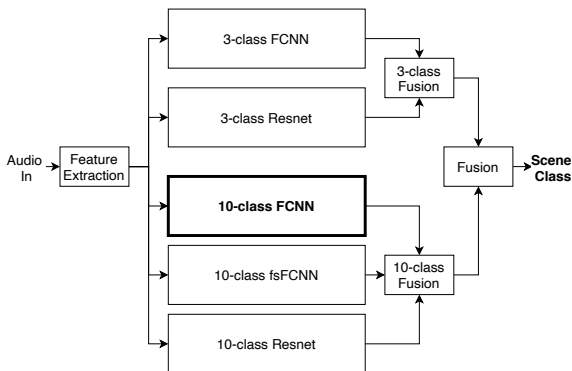 3-class FCNN
3-class
Fusion
3-class Resnet
Audio
In
Feature
Extraction
Fusion
Scene
Class
10-class FCNN
10-class fsFCNN
10-class
Fusion
10-class Resnet